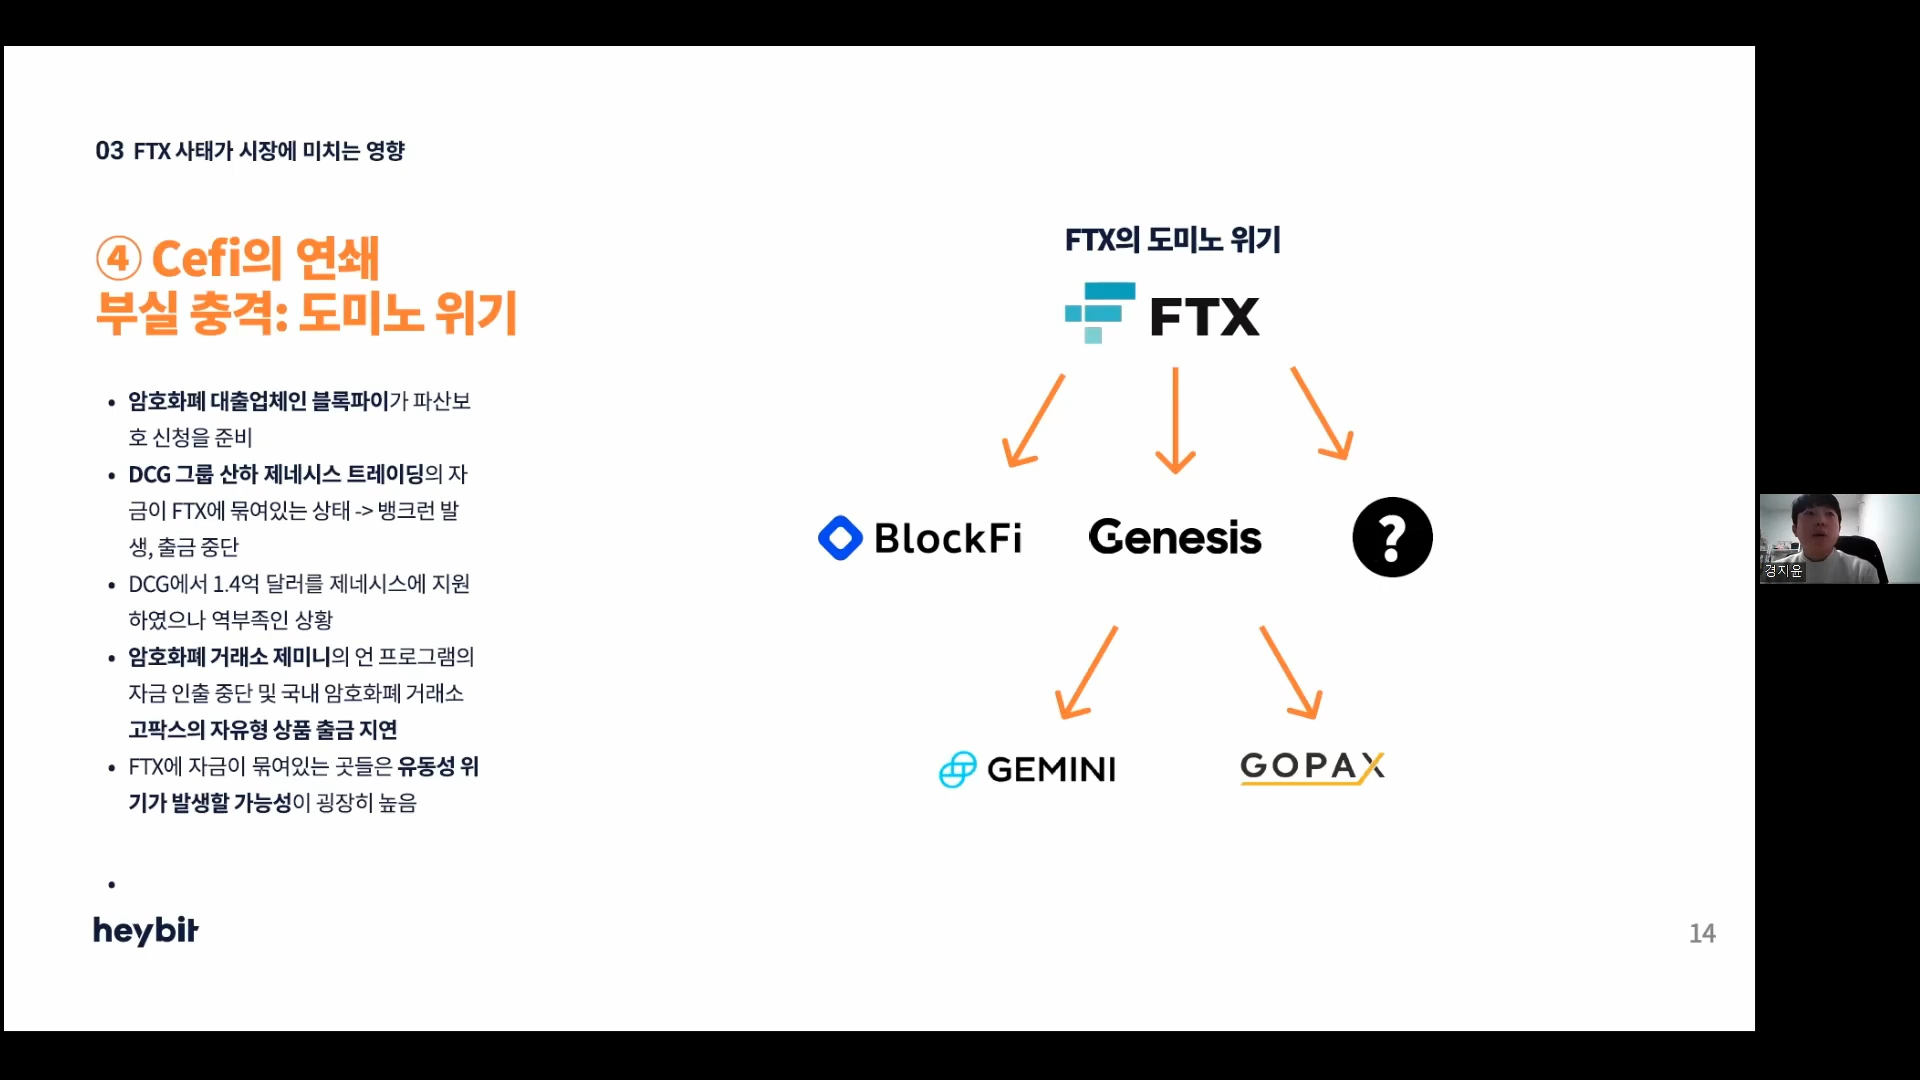 03 FTX 사태가 시장에 미치는 영향
④ Cefi의 연쇄
부실 충격: 도미노 위기
• 암호화폐 대출업체인 블록파이가 파산보
호 신청을 준비
• DCG 그룹 산하 제네시스 트레이딩의 자
금이 FTX에 묶여있는 상태 -> 뱅크런 발
생, 출금 중단
• DCG에서 1.4억 달러를 제네시스에 지원
하였으나 역부족인 상황
• 암호화폐 거래소 제미니의 언 프로그램의
자금 인출 중단 및 국내 암호화폐 거래소
고팍스의 자유형 상품 출금 지연
• FTX에 자금이 묶여있는 곳들은 유동성 위
기가 발생할 가능성이 굉장히 높음
•
heybit
FTX의 도미노 위기
FTX
BlockFi
Genesis
?
GEMINI
GOPAX
14
경지윤